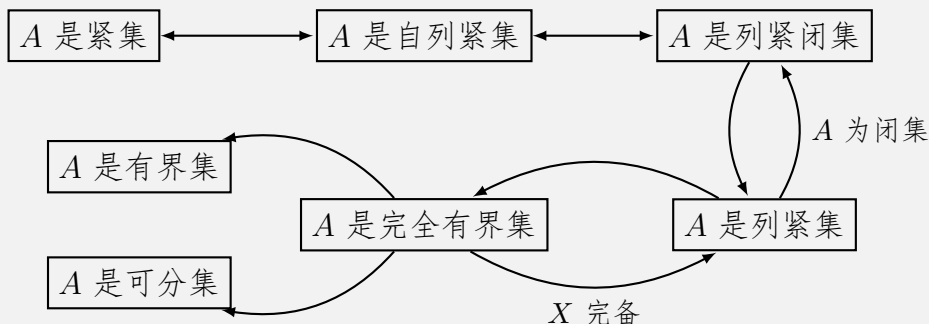 A 是紧集
A 是自列紧集
A 是列紧闭集
A 为闭集
A 是有界集
A 是完全有界集
A 是列紧集
A 是可分集
X 完备